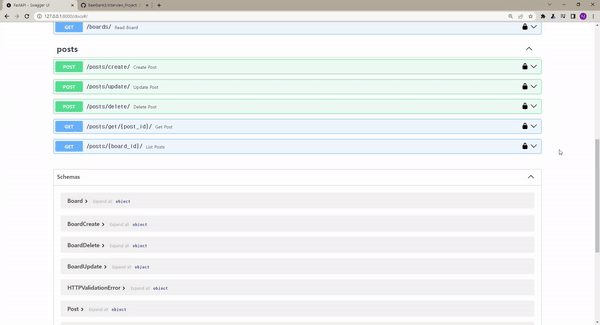 FastAPI - Swagger UI
127.0.0.1:8000/docs#/
GET /boards/ Read Board
posts
POST /posts/create/ Create Post
POST /posts/update/ Update Post
POST /posts/delete/ Delete Post
GET /posts/get/{post_id}/ Get Post
GET /posts/{board_id}/ List Posts
Schemas
Board Expand all object
BoardCreate Expand all object
BoardDelete Expand all object
BoardUpdate Expand all object
HTTPValidationError Expand all object
Post Expand all object